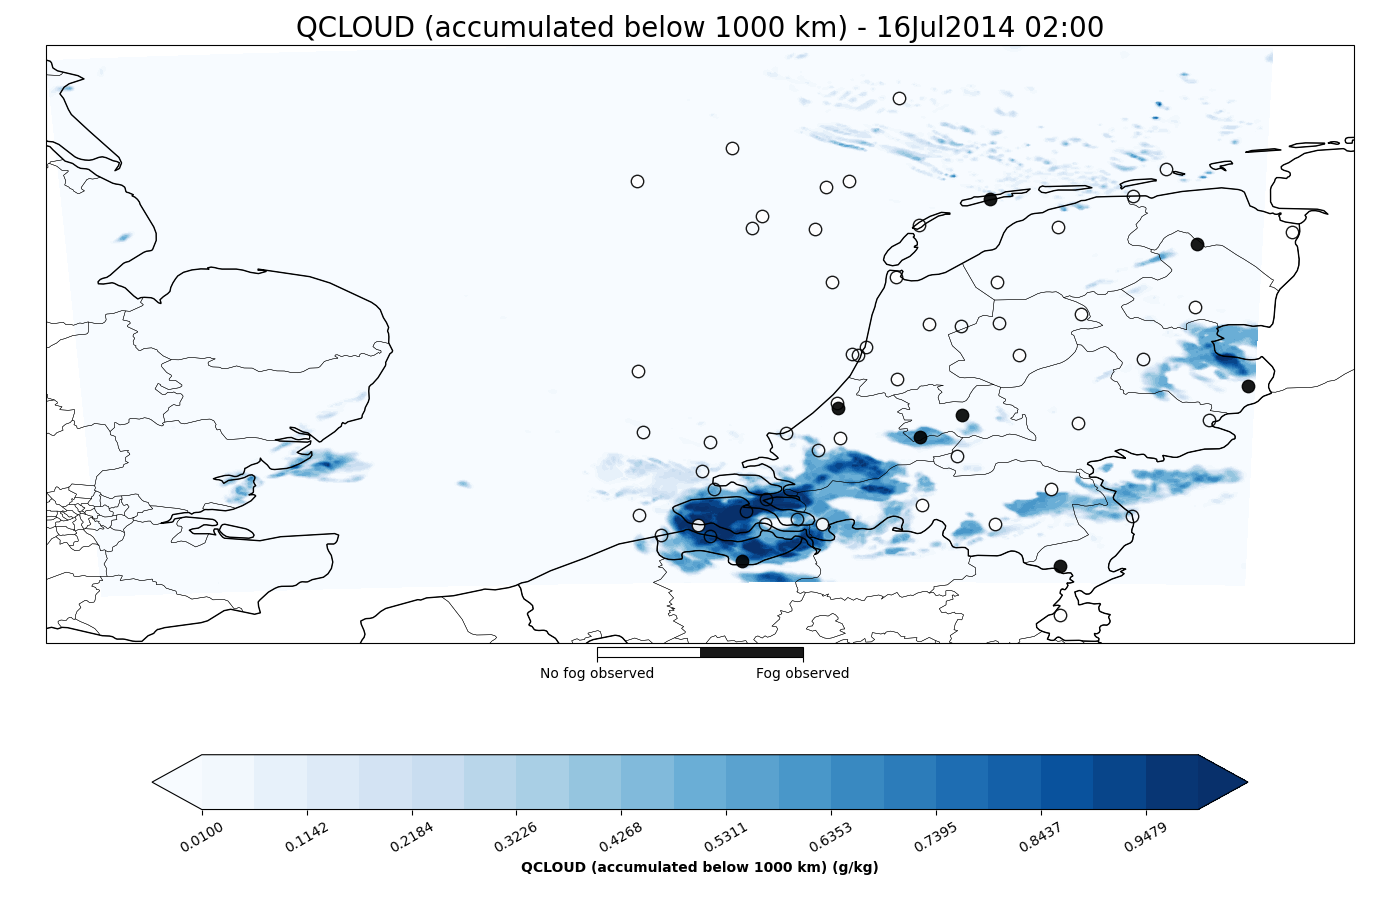 QCLOUD (accumulated below 1000 km) - 16Jul2014 02:00
No fog observed
Fog observed
0.0100
0.1142
0.2184
0.3226
0.4268
0.5311
0.6353
0.7395
0.8437
0.9479
QCLOUD (accumulated below 1000 km) (g/kg)